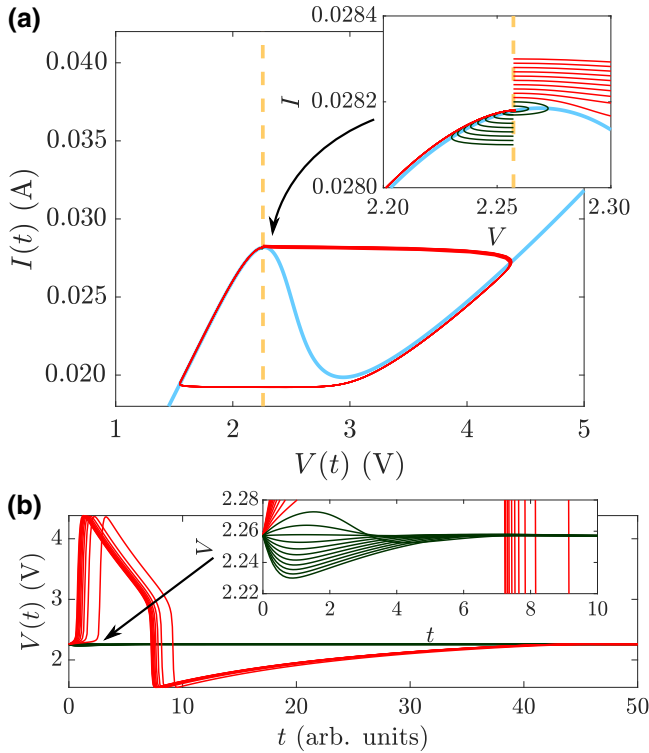 (a)
0.040
0.035
0.030
0.025
0.020
I(t) (A)
1 2 3 4 5
V(t) (V)
0.0284
0.0282
0.0280
I
2.20 2.25 2.30
V
(b)
4
3
2
V(t) (V)
0 10 20 30 40 50
t (arb. units)
2.28
2.26
2.24
2.22
V
0 2 4 6 8 10
t